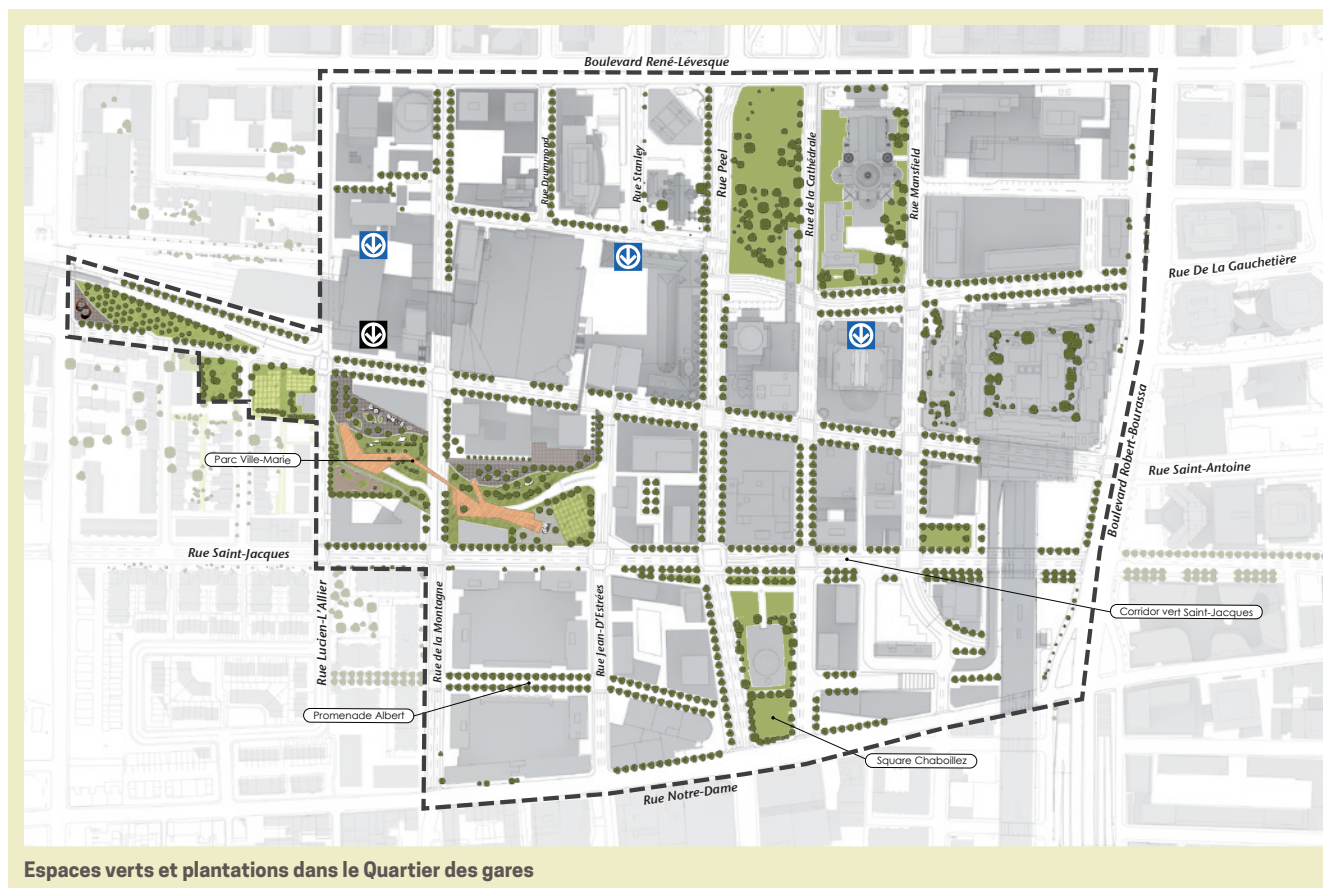 Boulevard René-Lévesque
Rue Drummond
Rue Stanley
Rue Peel
Rue de la Cathédrale
Rue Mansfield
Rue De La Gauchetière
Boulevard Robert-Bourassa
Rue Saint-Antoine
Parc Ville-Marie
Rue Saint-Jacques
Rue Lucien-L'Allier
Rue de la Montagne
Rue Jean-D'Estrées
Corridor vert Saint-Jacques
Promenade Albert
Square Chaboillez
Rue Notre-Dame
Espaces verts et plantations dans le Quartier des gares